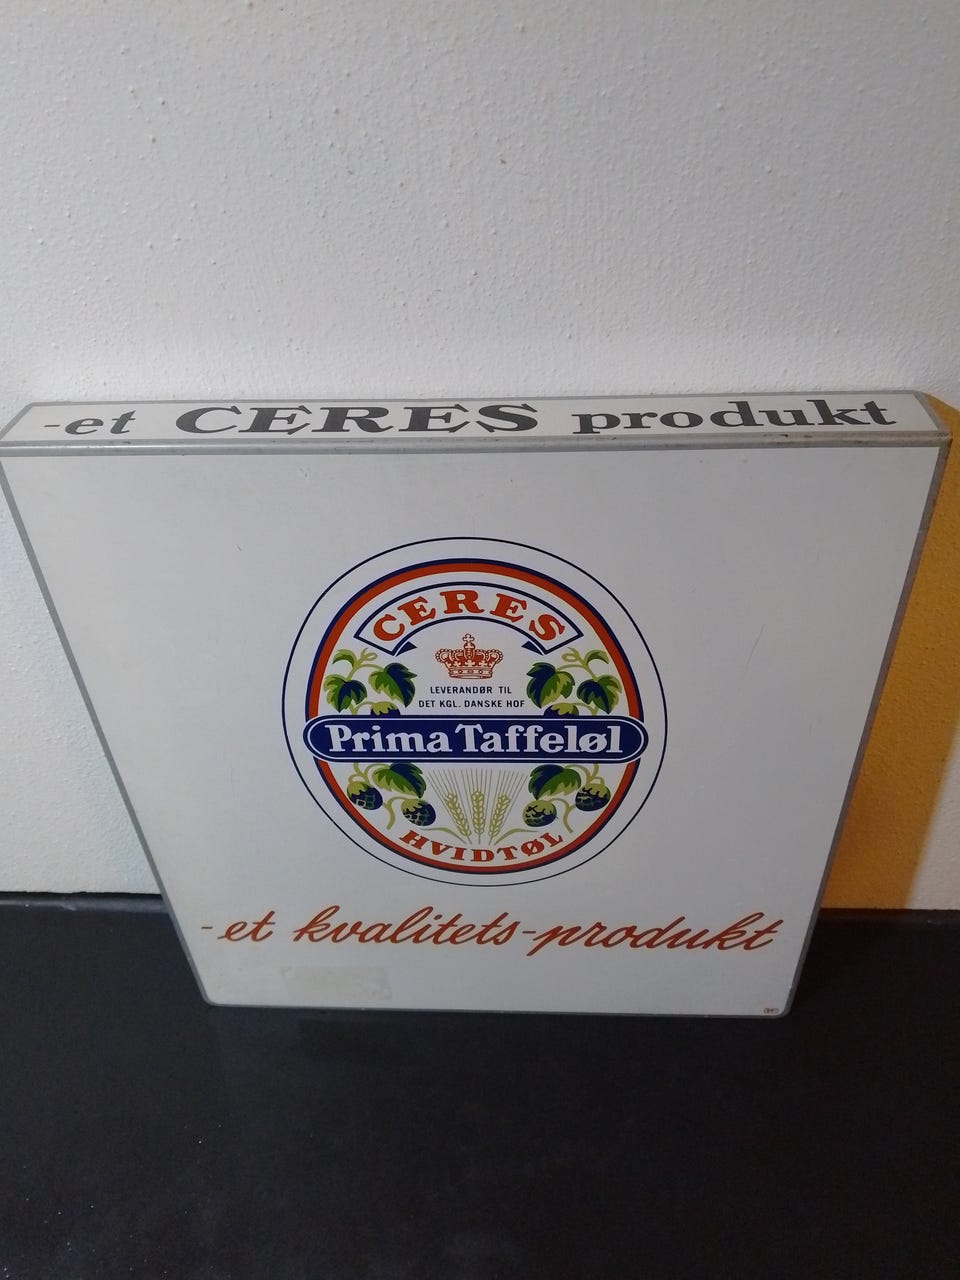 -et CERES produkt
CERES
LEVERANDØR TIL
DET KGL. DANSKE HOF
Prima Taffeløl
HVIDTØL
-et kvalitets-produkt